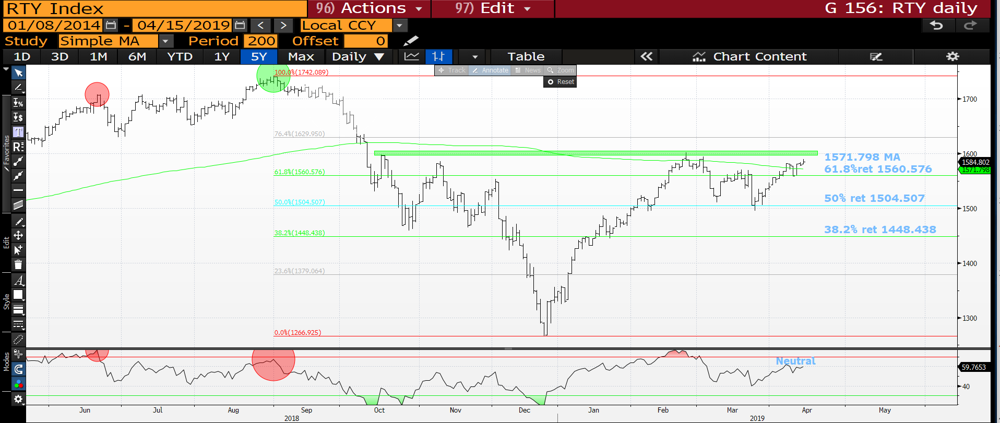 RTY Index
96) Actions
97) Edit
G 156: RTY daily
01/08/2014 - 04/15/2019 < > Local CCY
Study Simple MA Period 200 Offset 0
1D 3D 1M 6M YTD 1Y 5Y Max Daily ▼ Table « Chart Content
Track Annotate News Zoom
Reset
100.0%(1742.089)
1700
76.4%(1629.950)
1600
1571.798 MA
1584.802
61.8%(1560.576)
61.8%ret 1560.576
1571.798
50.0%(1504.507)
50% ret 1504.507
1500
38.2%(1448.438)
38.2% ret 1448.438
1400
23.6%(1379.064)
1300
0.0%(1266.925)
Neutral
59.7653
40
Jun Jul Aug Sep Oct Nov Dec Jan Feb Mar Apr May
2018 2019
Favorites
Edit
Style
Modes
%
$
T
R
A